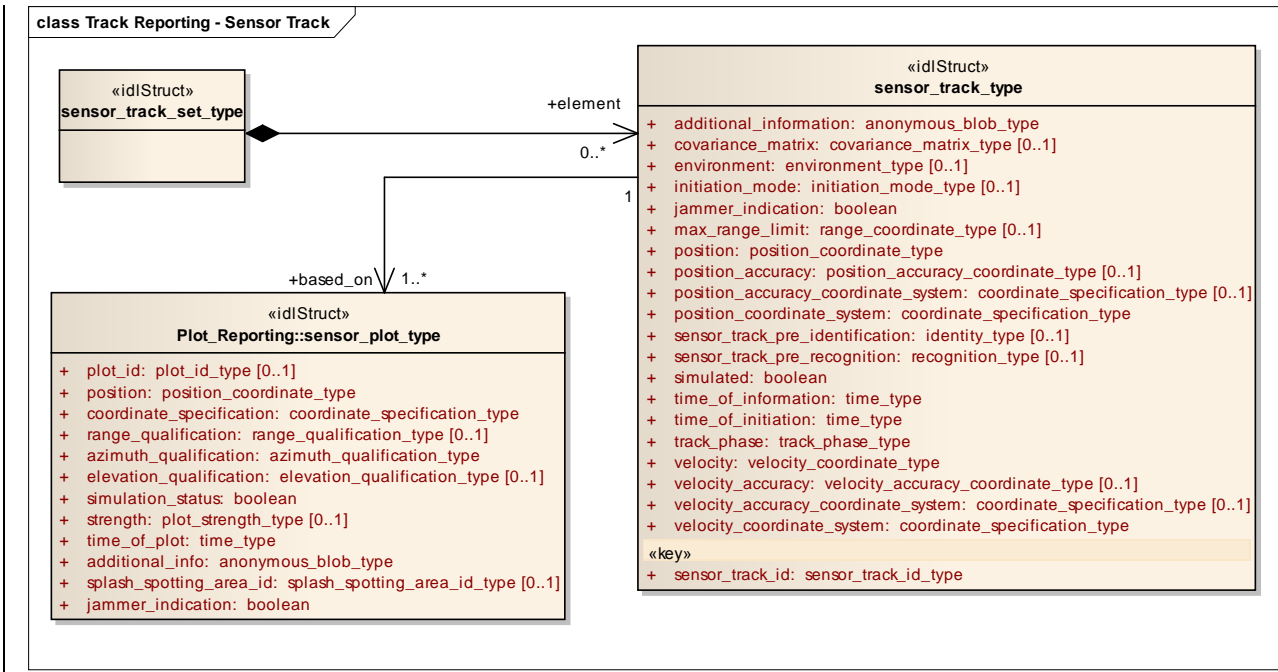 class Track Reporting - Sensor Track
«idlStruct»
sensor_track_set_type
+element
0..*
«idlStruct»
sensor_track_type
+ additional_information: anonymous_blob_type
+ covariance_matrix: covariance_matrix_type [0..1]
+ environment: environment_type [0..1]
+ initiation_mode: initiation_mode_type [0..1]
+ jammer_indication: boolean
+ max_range_limit: range_coordinate_type [0..1]
+ position: position_coordinate_type
+ position_accuracy: position_accuracy_coordinate_type [0..1]
+ position_accuracy_coordinate_system: coordinate_specification_type [0..1]
+ position_coordinate_system: coordinate_specification_type
+ sensor_track_pre_identification: identity_type [0..1]
+ sensor_track_pre_recognition: recognition_type [0..1]
+ simulated: boolean
+ time_of_information: time_type
+ time_of_initiation: time_type
+ track_phase: track_phase_type
+ velocity: velocity_coordinate_type
+ velocity_accuracy: velocity_accuracy_coordinate_type [0..1]
+ velocity_accuracy_coordinate_system: coordinate_specification_type [0..1]
+ velocity_coordinate_system: coordinate_specification_type
«key»
+ sensor_track_id: sensor_track_id_type
1
+based_on
1..*
«idlStruct»
Plot_Reporting::sensor_plot_type
+ plot_id: plot_id_type [0..1]
+ position: position_coordinate_type
+ coordinate_specification: coordinate_specification_type
+ range_qualification: range_qualification_type [0..1]
+ azimuth_qualification: azimuth_qualification_type
+ elevation_qualification: elevation_qualification_type [0..1]
+ simulation_status: boolean
+ strength: plot_strength_type [0..1]
+ time_of_plot: time_type
+ additional_info: anonymous_blob_type
+ splash_spotting_area_id: splash_spotting_area_id_type [0..1]
+ jammer_indication: boolean